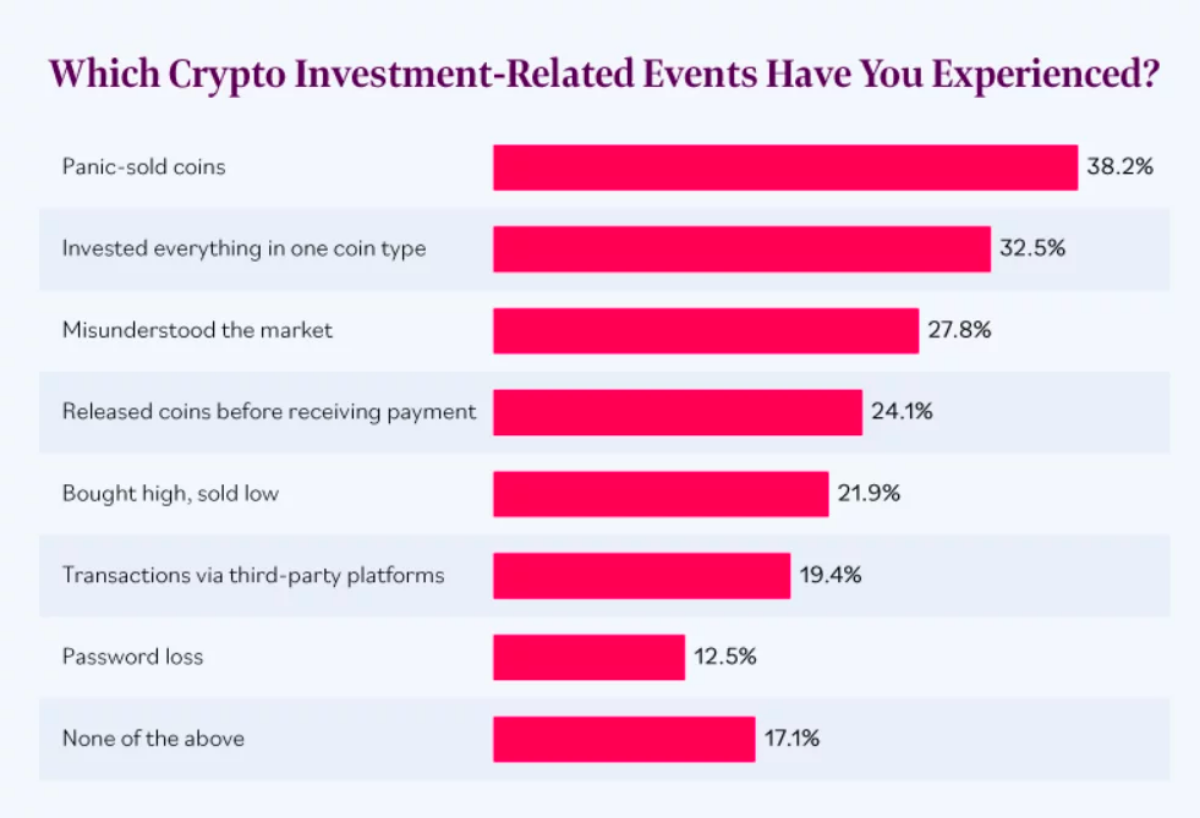 Which Crypto Investment-Related Events Have You Experienced?
Panic-sold coins 38.2%
Invested everything in one coin type 32.5%
Misunderstood the market 27.8%
Released coins before receiving payment 24.1%
Bought high, sold low 21.9%
Transactions via third-party platforms 19.4%
Password loss 12.5%
None of the above 17.1%